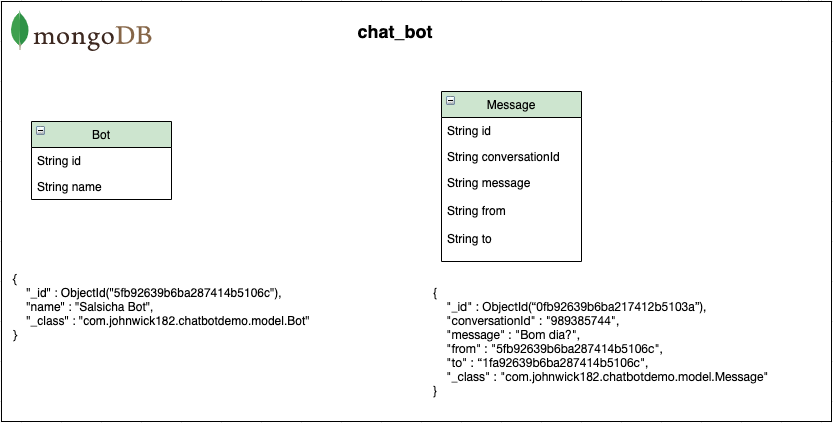 mongoDB
chat_bot
Bot
String id
String name
{
"_id" : ObjectId("5fb92639b6ba287414b5106c"),
"name" : "Salsicha Bot",
"_class" : "com.johnwick182.chatbotdemo.model.Bot"
}
Message
String id
String conversationId
String message
String from
String to
{
"_id" : ObjectId(“0fb92639b6ba217412b5103a”),
"conversationId" : "989385744",
"message" : "Bom dia?",
"from" : "5fb92639b6ba287414b5106c",
"to" : “1fa92639b6ba287414b5106c",
"_class" : "com.johnwick182.chatbotdemo.model.Message"
}